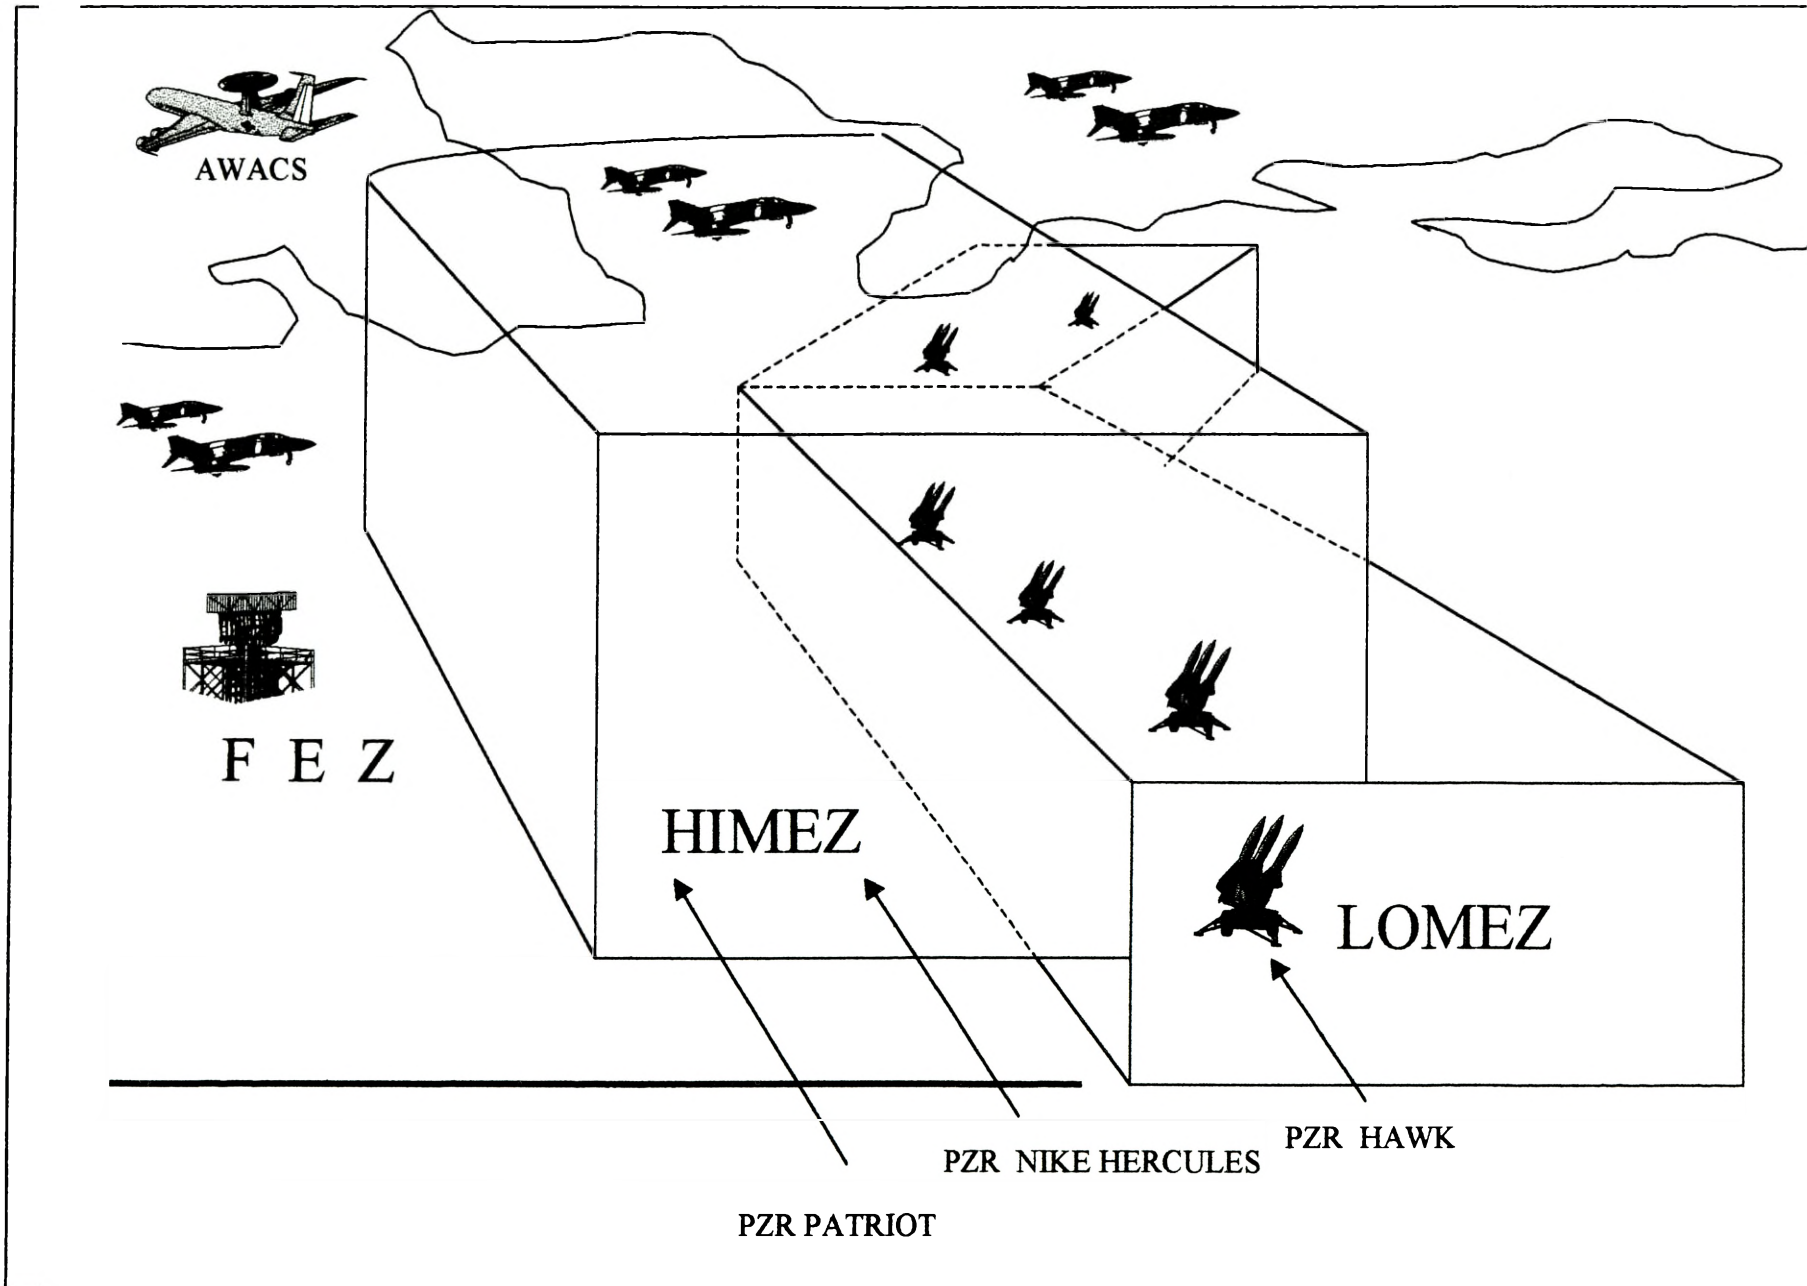 AWACS
F E Z
HIMEZ
LOMEZ
PZR HAWK
PZR NIKE HERCULES
PZR PATRIOT